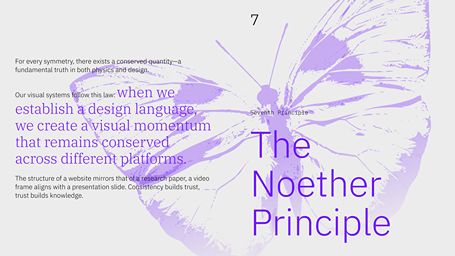 7
For every symmetry, there exists a conserved quantity—a
fundamental truth in both physics and design.
Our visual systems follow this law: when we
establish a design language,
we create a visual momentum
that remains conserved
across different platforms.
The structure of a website mirrors that of a research paper, a video
frame aligns with a presentation slide. Consistency builds trust,
trust builds knowledge.
Seventh Principle
The
Noether
Principle